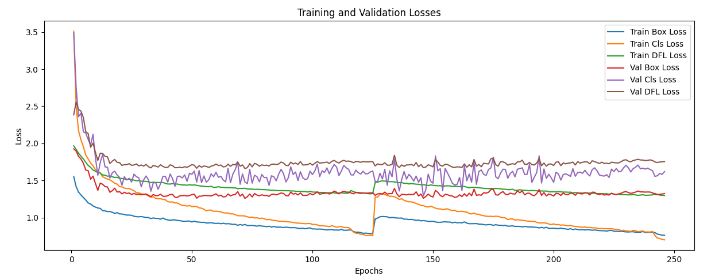 Training and Validation Losses
Train Box Loss
Train Cls Loss
Train DFL Loss
Val Box Loss
Val Cls Loss
Val DFL Loss
3.5
3.0
2.5
2.0
1.5
1.0
Loss
0
50
100
150
200
250
Epochs